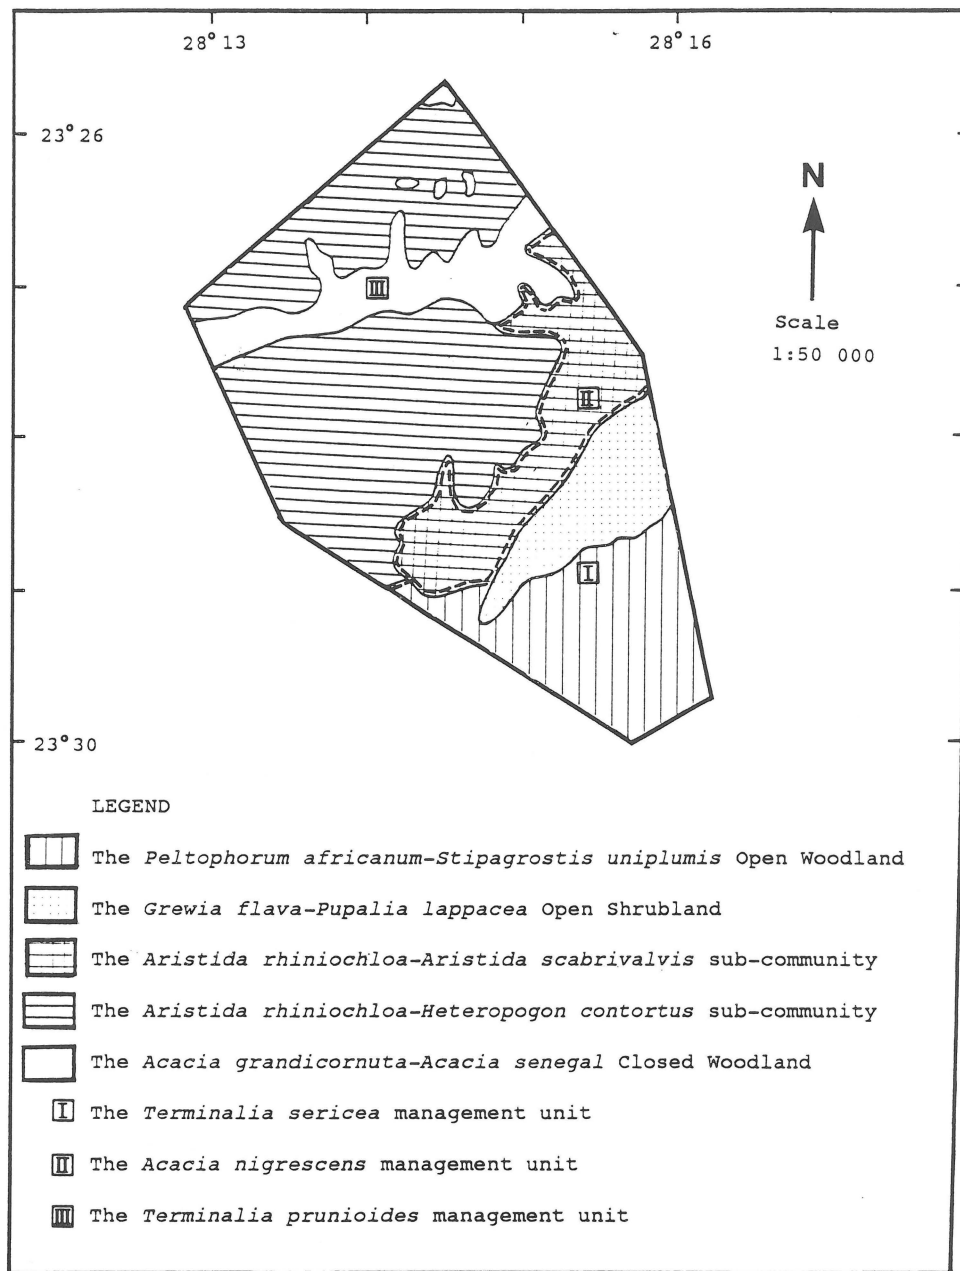 28° 13
28° 16
23° 26
N
III
Scale
1:50 000
II
I
23° 30
LEGEND
The Peltophorum africanum-Stipagrostis uniplumis Open Woodland
The Grewia flava-Pupalia lappacea Open Shrubland
The Aristida rhiniochloa-Aristida scabrivalvis sub-community
The Aristida rhiniochloa-Heteropogon contortus sub-community
The Acacia grandicornuta-Acacia senegal Closed Woodland
I The Terminalia sericea management unit
II The Acacia nigrescens management unit
III The Terminalia prunioides management unit